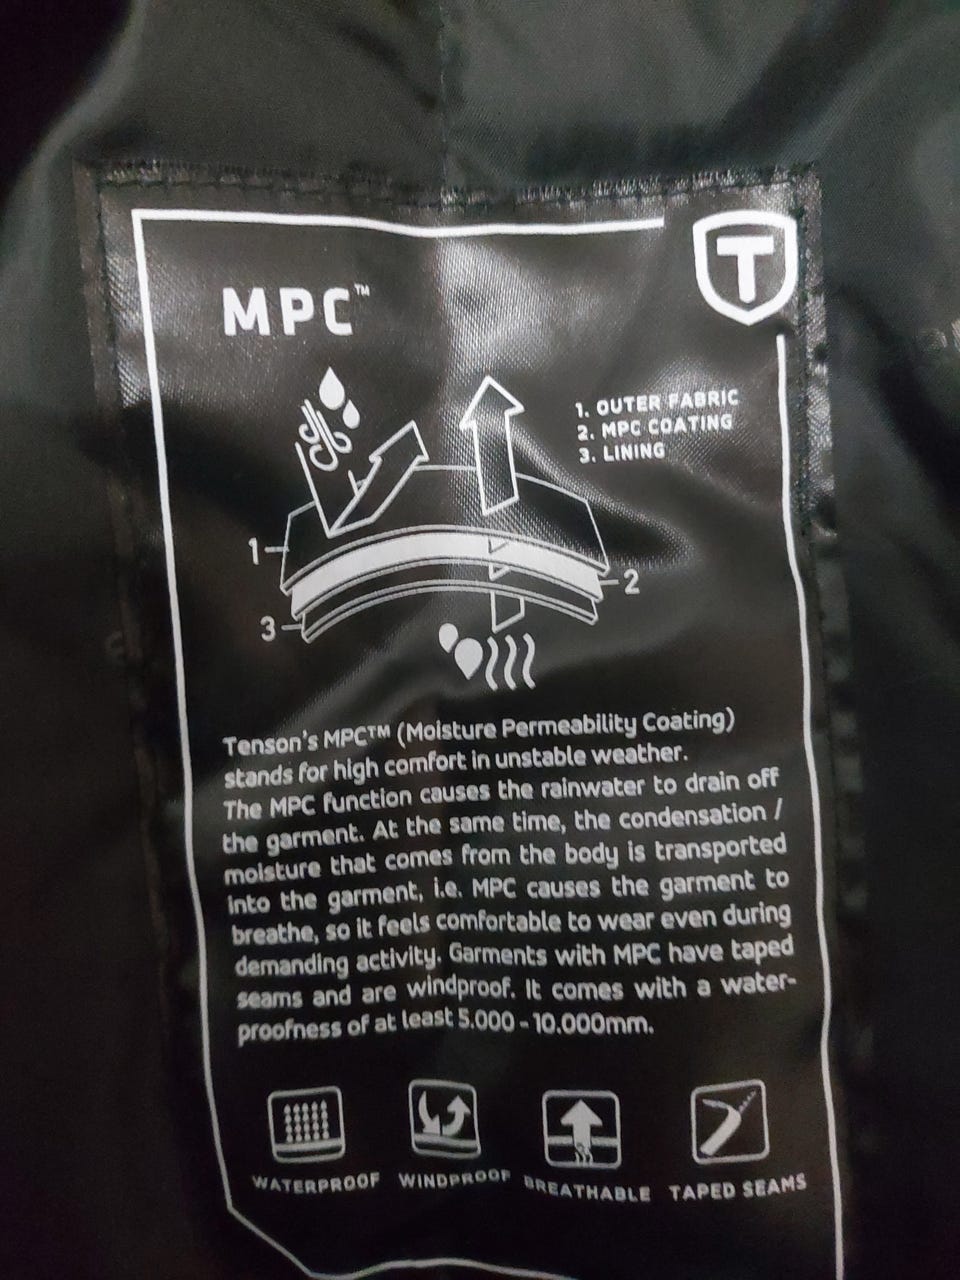 T
MPC™
1. OUTER FABRIC
2. MPC COATING
3. LINING
1
2
3
Tenson's MPC™ (Moisture Permeability Coating)
stands for high comfort in unstable weather.
The MPC function causes the rainwater to drain off
the garment. At the same time, the condensation /
moisture that comes from the body is transported
into the garment, i.e. MPC causes the garment to
breathe, so it feels comfortable to wear even during
demanding activity. Garments with MPC have taped
seams and are windproof. It comes with a water-
proofness of at least 5.000 - 10.000mm.
WATERPROOF WINDPROOF BREATHABLE TAPED SEAMS